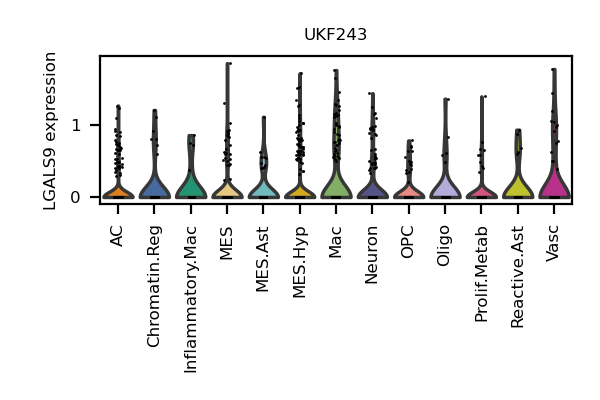 UKF243
LGALS9 expression
1
0
AC
Chromatin.Reg
Inflammatory.Mac
MES
MES.Ast
MES.Hyp
Mac
Neuron
OPC
Oligo
Prolif.Metab
Reactive.Ast
Vasc